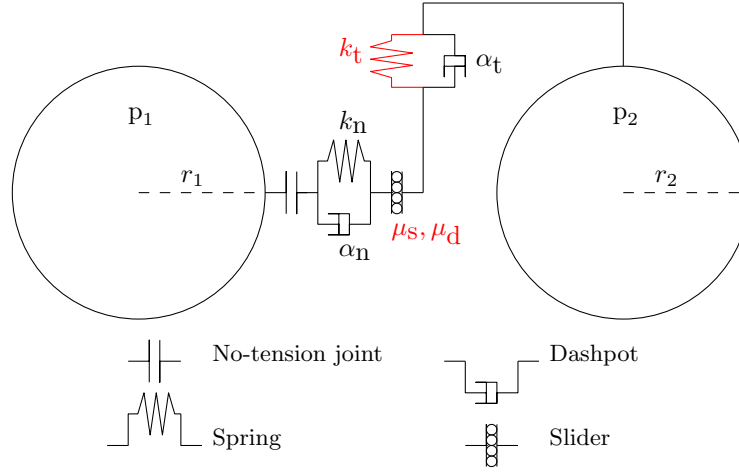 k_t
α_t
p_1
k_n
p_2
r_1
r_2
μ_s, μ_d
α_n
No-tension joint
Dashpot
Spring
Slider